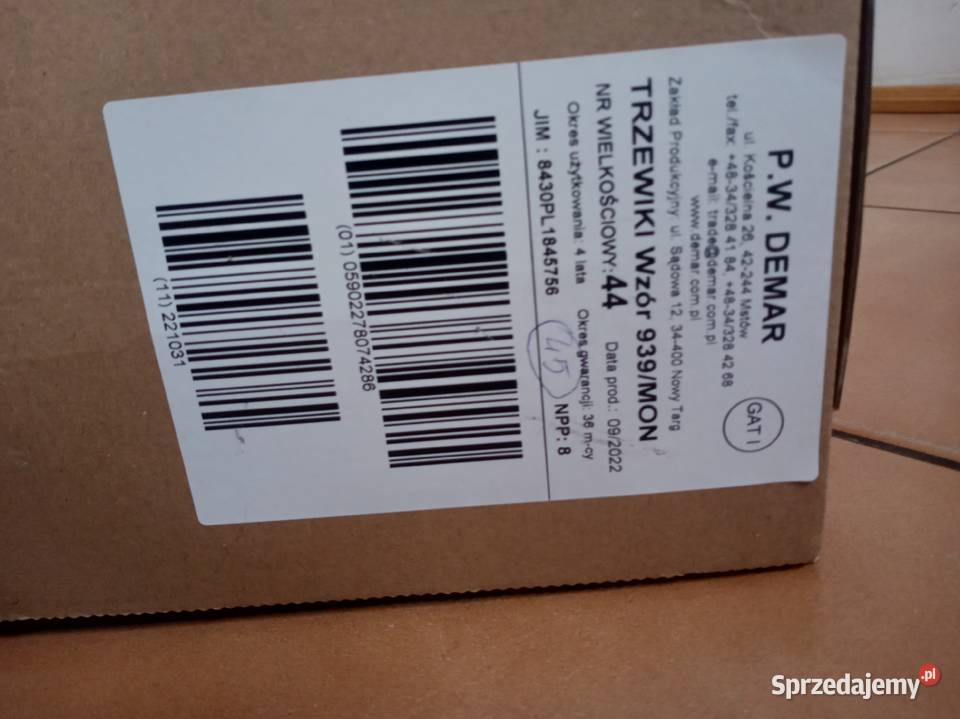 P.W. DEMAR
ul. Kościelna 26, 42-244 Mstów
tel./fax: +48-34/328 41 84, +48-34/328 42 68
e-mail: trade@demar.com.pl
www.demar.com.pl
GAT I
Zakład Produkcyjny: ul. Sądowa 12, 34-400 Nowy Targ
TRZEWIKI Wzór 939/MON
NR WIELKOŚCIOWY: 44 Data prod.: 09/2022
Okres użytkowania: 4 lata Okres gwarancji: 36 m-cy
JIM : 8430PL1845756 45 NPP: 8
(01) 05902278074286
(11) 221031
Sprzedajemy.pl